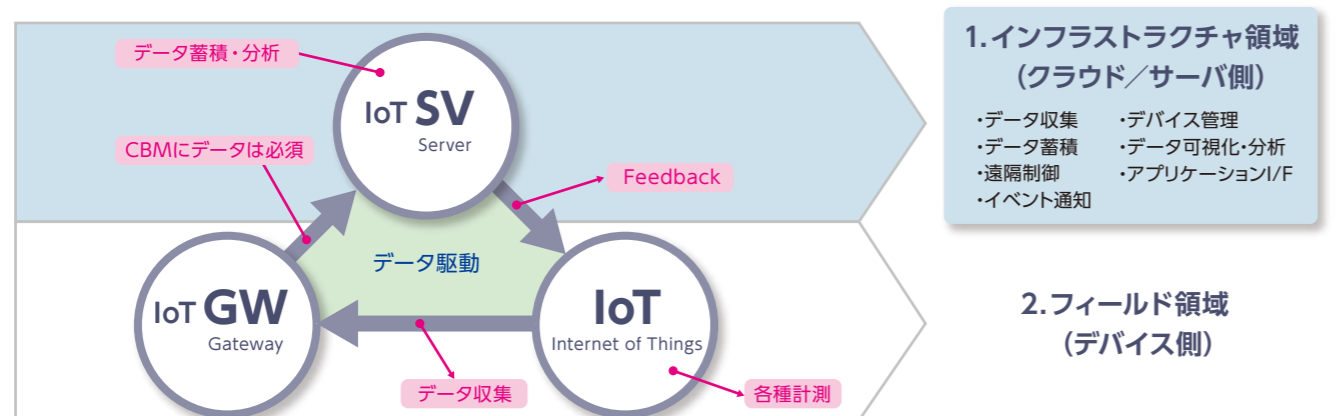 データ蓄積・分析
IoT SV
Server
CBMにデータは必須
Feedback
データ駆動
IoT GW
Gateway
IoT
Internet of Things
データ収集
各種計測
1.インフラストラクチャ領域
（クラウド／サーバ側）
・データ収集 ・デバイス管理
・データ蓄積 ・データ可視化・分析
・遠隔制御 ・アプリケーションI/F
・イベント通知
2.フィールド領域
（デバイス側）